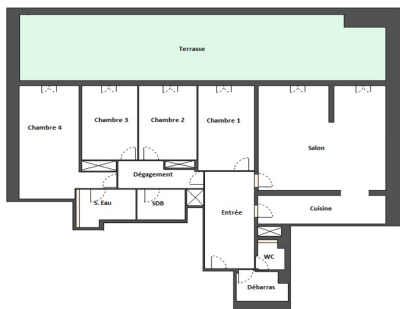 Terrasse
Chambre 4
Chambre 3
Chambre 2
Chambre 1
Salon
Dégagement
S. Eau
SDB
Entrée
Cuisine
WC
Débarras